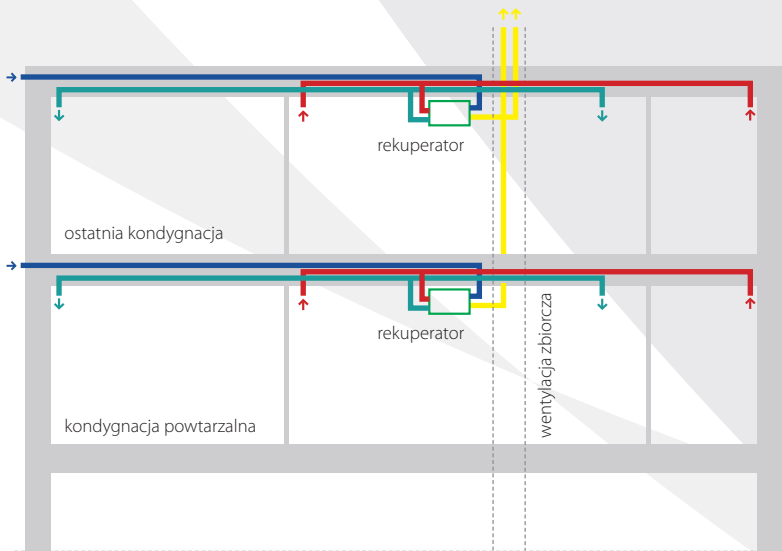 rekuperator
ostatnia kondygnacja
rekuperator
wentylacja zbiorcza
kondygnacja powtarzalna